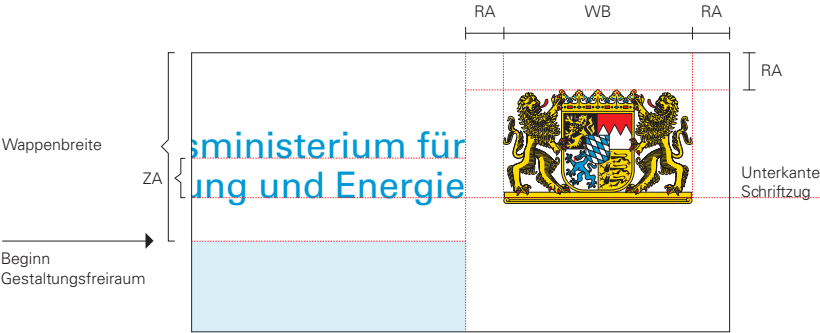 RA
WB
RA
RA
Wappenbreite
sministerium für
ZA
ung und Energie
Unterkante
Schriftzug
Beginn
Gestaltungsfreiraum